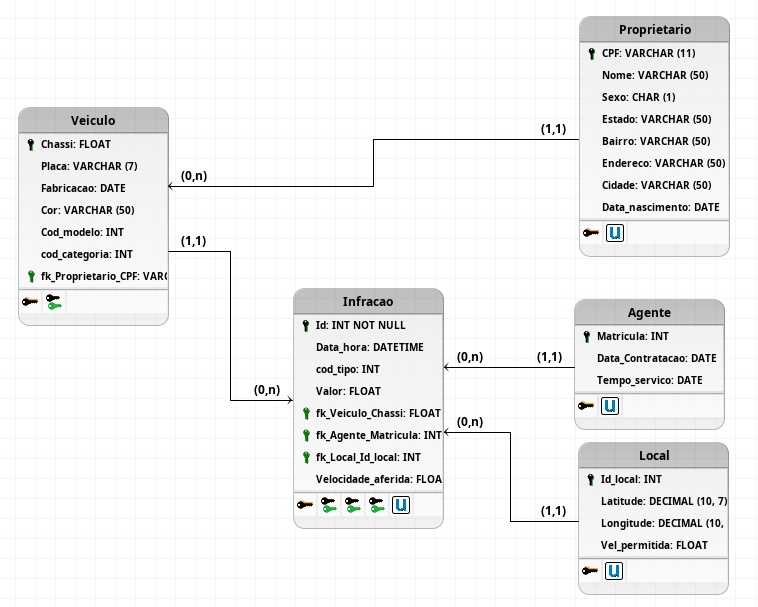 Proprietario
CPF: VARCHAR (11)
Nome: VARCHAR (50)
Sexo: CHAR (1)
Estado: VARCHAR (50)
Bairro: VARCHAR (50)
Endereco: VARCHAR (50)
Cidade: VARCHAR (50)
Data_nascimento: DATE
U
(1,1)
(0,n)
Veiculo
Chassi: FLOAT
Placa: VARCHAR (7)
Fabricacao: DATE
Cor: VARCHAR (50)
Cod_modelo: INT
cod_categoria: INT
fk_Proprietario_CPF: VARC
(1,1)
(0,n)
Infracao
Id: INT NOT NULL
Data_hora: DATETIME
cod_tipo: INT
Valor: FLOAT
fk_Veiculo_Chassi: FLOAT
fk_Agente_Matricula: INT
fk_Local_Id_local: INT
Velocidade_aferida: FLOA
U
(0,n)
(1,1)
Agente
Matricula: INT
Data_Contratacao: DATE
Tempo_servico: DATE
U
(0,n)
(1,1)
Local
Id_local: INT
Latitude: DECIMAL (10, 7)
Longitude: DECIMAL (10,
Vel_permitida: FLOAT
U